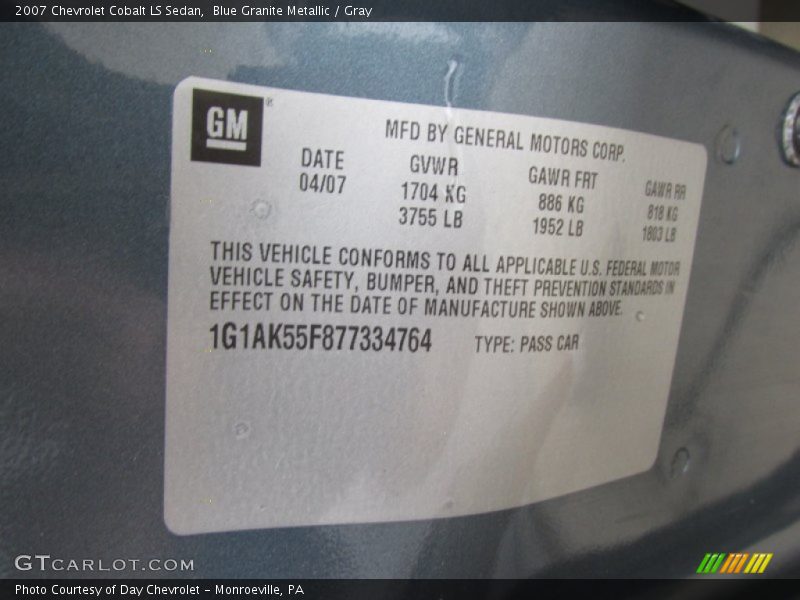 2007 Chevrolet Cobalt LS Sedan, Blue Granite Metallic / Gray
GM®
MFD BY GENERAL MOTORS CORP.
DATE GVWR GAWR FRT GAWR RR
04/07 1704 KG 886 KG 818 KG
3755 LB 1952 LB 1803 LB
THIS VEHICLE CONFORMS TO ALL APPLICABLE U.S. FEDERAL MOTOR
VEHICLE SAFETY, BUMPER, AND THEFT PREVENTION STANDARDS IN
EFFECT ON THE DATE OF MANUFACTURE SHOWN ABOVE.
1G1AK55F877334764 TYPE: PASS CAR
GTCARLOT.COM
Photo Courtesy of Day Chevrolet - Monroeville, PA